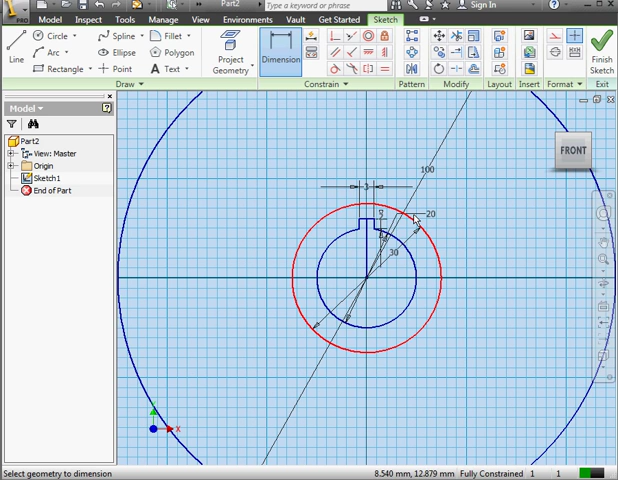 Part2
Type a keyword or phrase
Sign In
PRO
Model Inspect Tools Manage View Environments Vault Get Started Sketch
Line
Circle
Arc
Rectangle
Spline
Ellipse
Point
Fillet
Polygon
Text
Project
Geometry
Dimension
Finish
Sketch
Draw
Constrain
Pattern
Modify
Layout
Insert
Format
Exit
Model
Part2
View: Master
Origin
Sketch1
End of Part
FRONT
100
3
20
30
X
Select geometry to dimension
8.540 mm, 12.879 mm
Fully Constrained
1
1